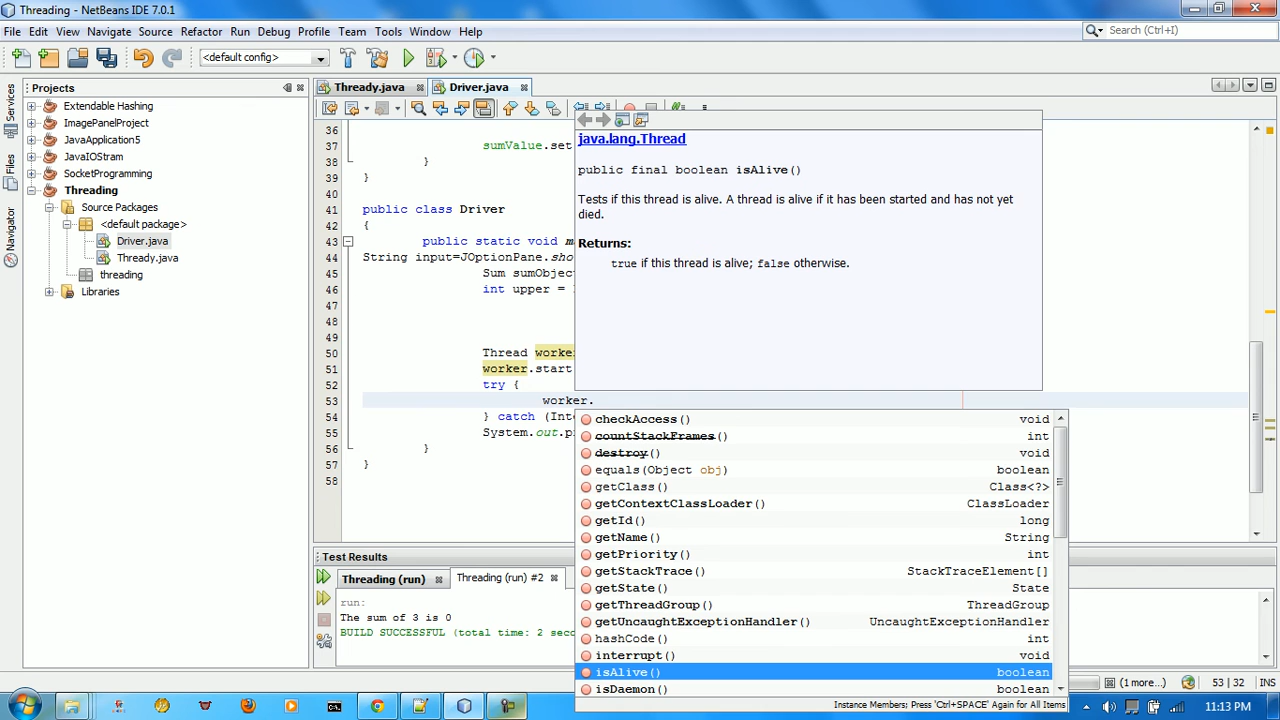 Threading - NetBeans IDE 7.0.1
File Edit View Navigate Source Refactor Run Debug Profile Team Tools Window Help
Search (Ctrl+I)
<default config>
Projects
Services
Files
Navigator
Extendable Hashing
ImagePanelProject
JavaApplication5
JavaIOStram
SocketProgramming
Threading
Source Packages
<default package>
Driver.java
Thready.java
threading
Libraries
Thready.java
Driver.java
36
37 sumValue.set
38 }
39 }
40
41 public class Driver
42 {
43 public static void m
44 String input=JOptionPane.sho
45 Sum sumObject
46 int upper =
47
48
49
50 Thread worke
51 worker.start
52 try {
53 worker.
54 } catch (Inte
55 System.out.p
56 }
57 }
58
java.lang.Thread
public final boolean isAlive()
Tests if this thread is alive. A thread is alive if it has been started and has not yet
died.
Returns:
true if this thread is alive; false otherwise.
checkAccess() void
countStackFrames() int
destroy() void
equals(Object obj) boolean
getClass() Class<?>
getContextClassLoader() ClassLoader
getId() long
getName() String
getPriority() int
getStackTrace() StackTraceElement[]
getState() State
getThreadGroup() ThreadGroup
getUncaughtExceptionHandler() UncaughtExceptionHandler
hashCode() int
interrupt() void
isAlive() boolean
isDaemon() boolean
Instance Members; Press 'Ctrl+SPACE' Again for All Items
Test Results
Threading (run)
Threading (run) #2
run:
The sum of 3 is 0
BUILD SUCCESSFUL (total time: 2 seco
(1 more...)
53 | 32
INS
11:13 PM